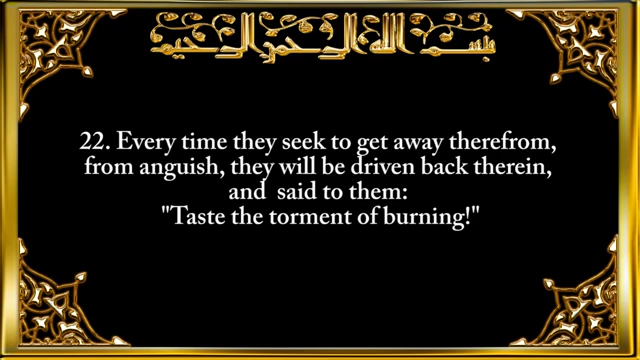 بسم الله الرحمن الرحيم
22. Every time they seek to get away therefrom,
from anguish, they will be driven back therein,
and  said to them:
"Taste the torment of burning!"